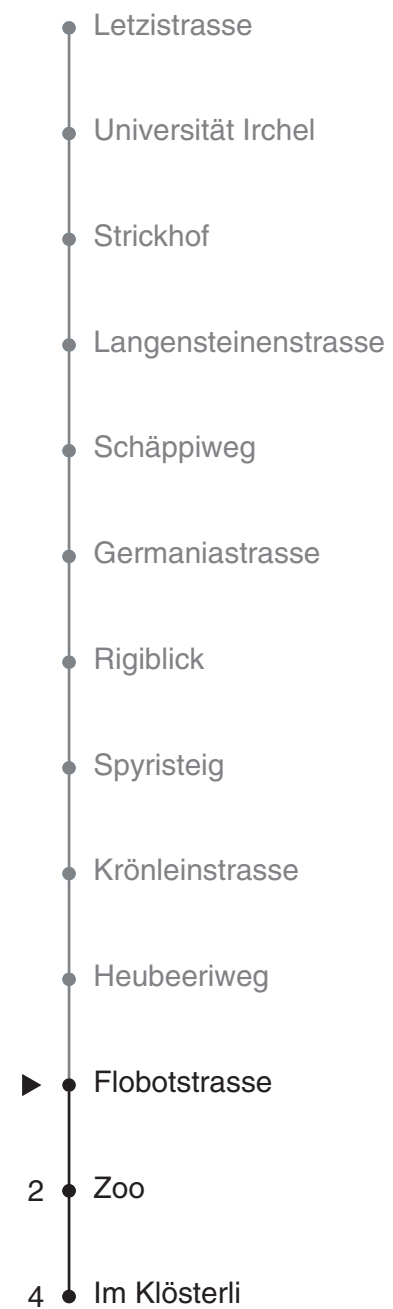 Letzistrasse
Universität Irchel
Strickhof
Langensteinenstrasse
Schäppiweg
Germaniastrasse
Rigiblick
Spyristeig
Krönleinstrasse
Heubeeriweg
Flobotstrasse
2 Zoo
4 Im Klösterli